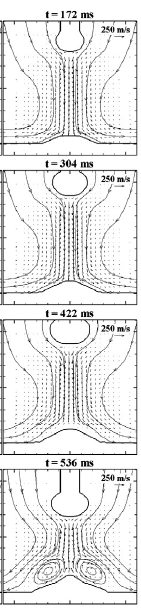 t = 172 ms
250 m/s
t = 304 ms
250 m/s
t = 422 ms
250 m/s
t = 536 ms
250 m/s